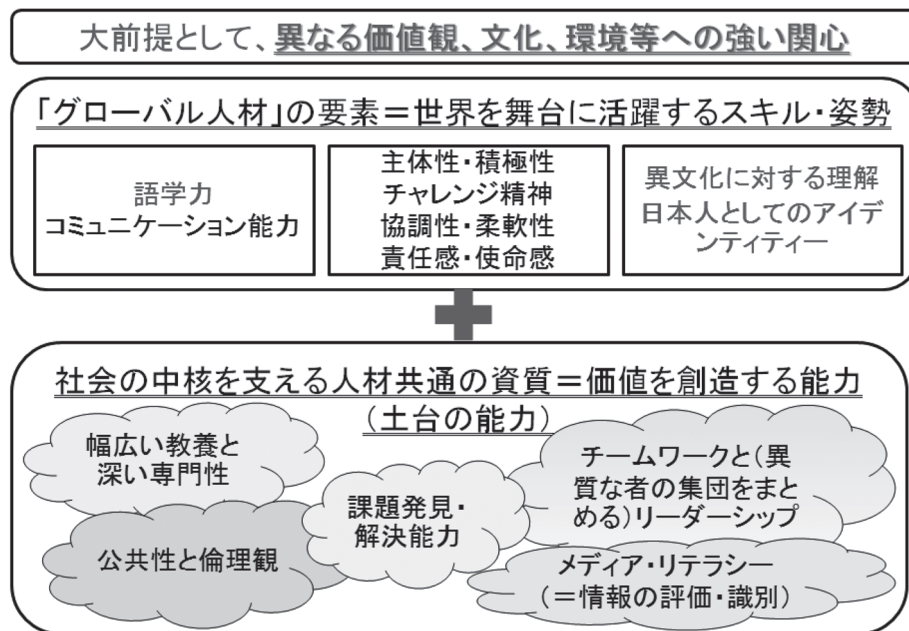 大前提として、異なる価値観、文化、環境等への強い関心
「グローバル人材」の要素＝世界を舞台に活躍するスキル・姿勢
語学力
コミュニケーション能力
主体性・積極性
チャレンジ精神
協調性・柔軟性
責任感・使命感
異文化に対する理解
日本人としてのアイデ
ンティティー
社会の中核を支える人材共通の資質＝価値を創造する能力
（土台の能力）
幅広い教養と
深い専門性
公共性と倫理観
課題発見・
解決能力
チームワークと（異
質な者の集団をまと
める）リーダーシップ
メディア・リテラシー
（＝情報の評価・識別）